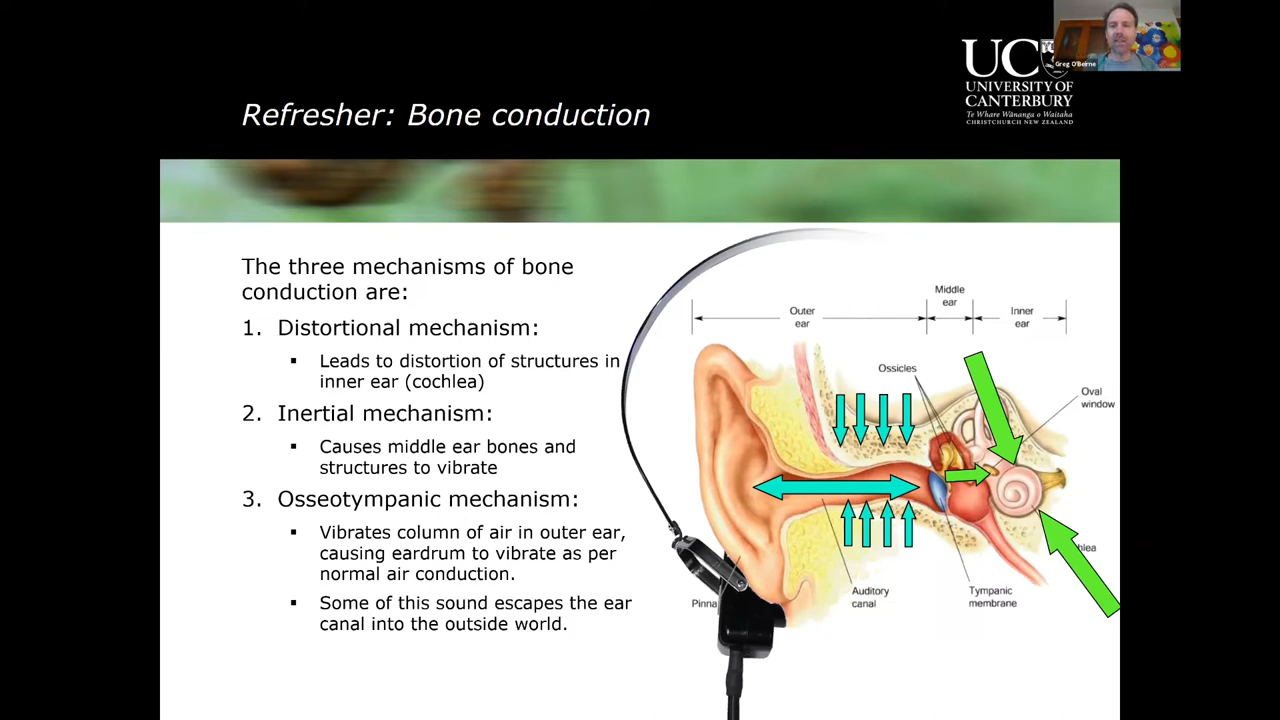 UC
UNIVERSITY OF
CANTERBURY
Te Whare Wānanga o Waitaha
CHRISTCHURCH NEW ZEALAND
Greg O'Beirne
Refresher: Bone conduction
The three mechanisms of bone
conduction are:
1. Distortional mechanism:
▪ Leads to distortion of structures in
inner ear (cochlea)
2. Inertial mechanism:
▪ Causes middle ear bones and
structures to vibrate
3. Osseotympanic mechanism:
▪ Vibrates column of air in outer ear,
causing eardrum to vibrate as per
normal air conduction.
▪ Some of this sound escapes the ear
canal into the outside world.
Outer
ear
Middle
ear
Inner
ear
Ossicles
Oval
window
Pinna
Auditory
canal
Tympanic
membrane